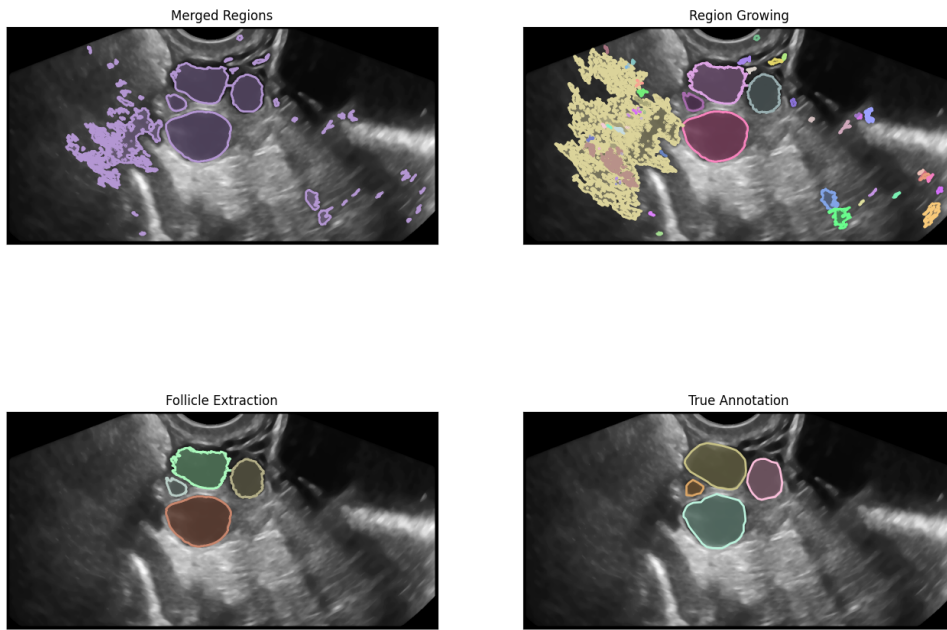 Merged Regions
Region Growing
Follicle Extraction
True Annotation